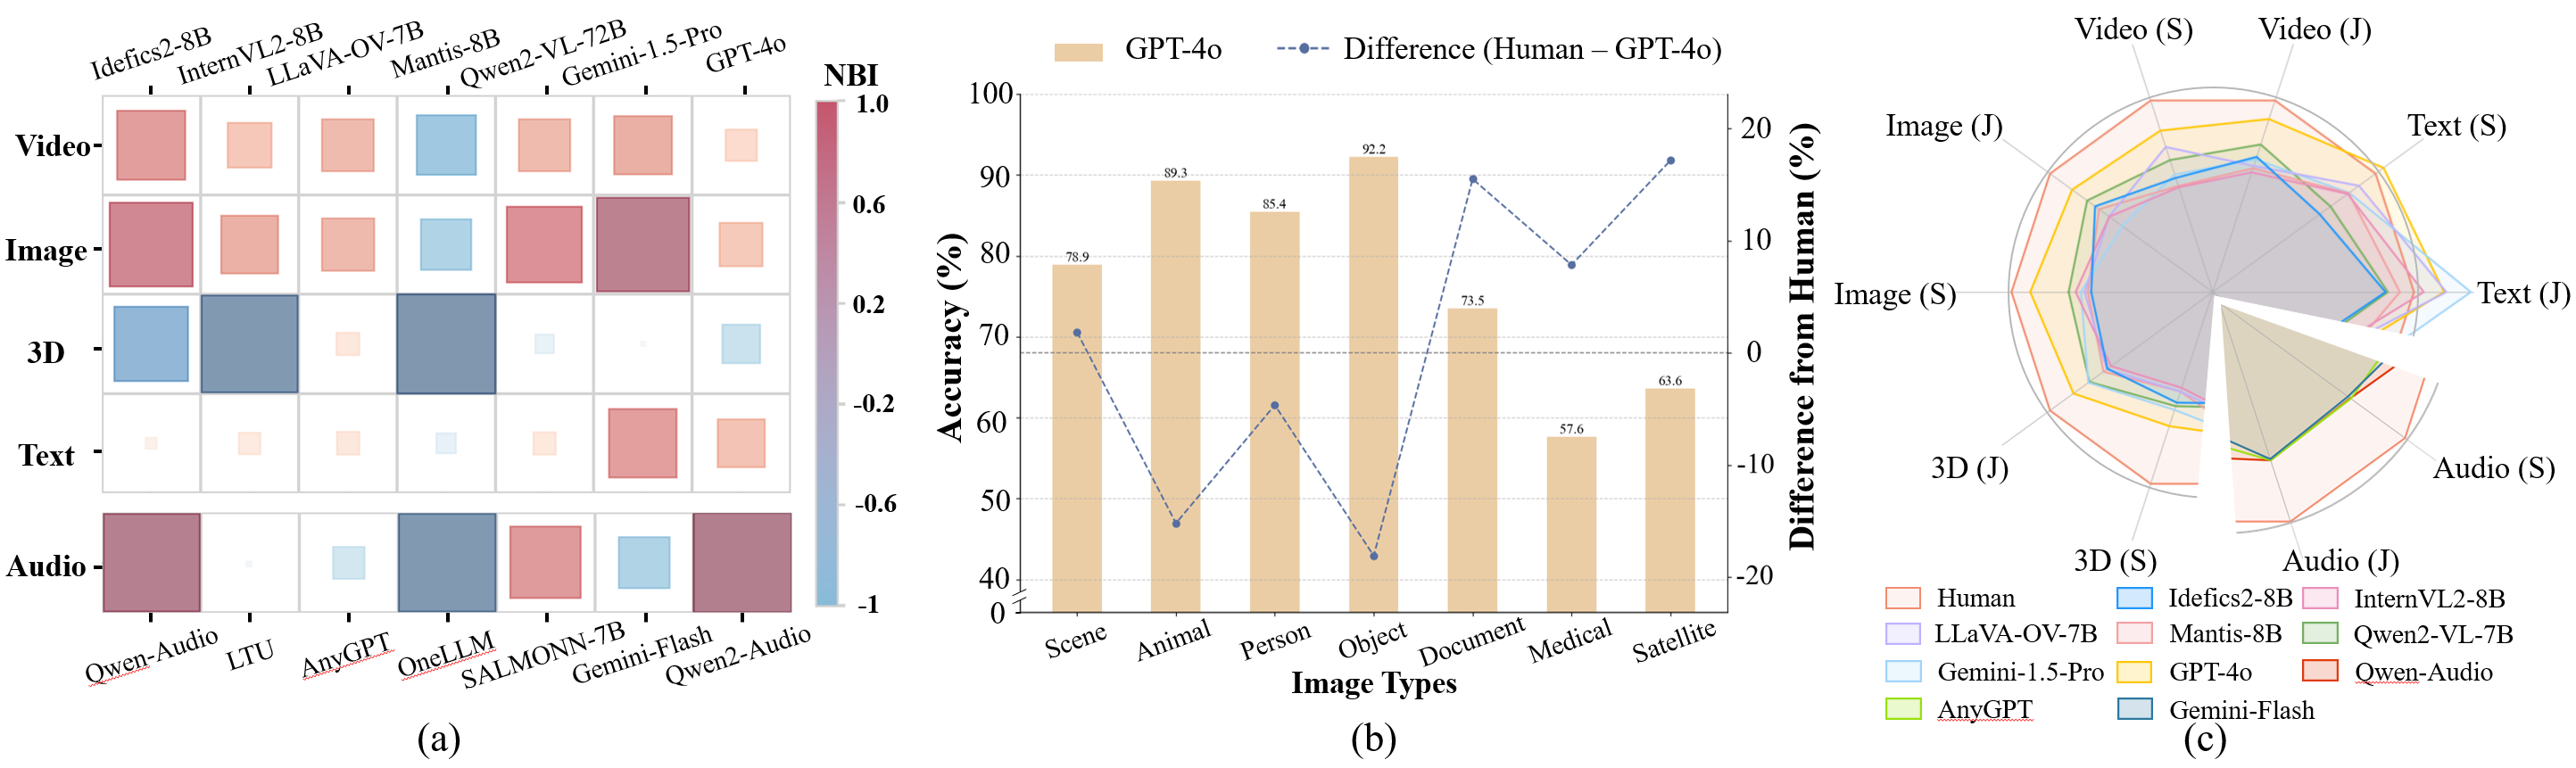 Idefics2-8B
InternVL2-8B
LLaVA-OV-7B
Mantis-8B
Qwen2-VL-72B
Gemini-1.5-Pro
GPT-4o
NBI
1.0
0.6
0.2
-0.2
-0.6
-1
Video
Image
3D
Text
Audio
Qwen-Audio
LTU
AnyGPT
OneLLM
SALMONN-7B
Gemini-Flash
Qwen2-Audio
(a)
GPT-4o
Difference (Human – GPT-4o)
Accuracy (%)
100
90
80
70
60
50
40
0
78.9
89.3
85.4
92.2
73.5
57.6
63.6
20
10
0
-10
-20
Difference from Human (%)
Scene
Animal
Person
Object
Document
Medical
Satellite
Image Types
(b)
Video (S)
Video (J)
Image (J)
Text (S)
Image (S)
Text (J)
3D (J)
Audio (S)
3D (S)
Audio (J)
Human
Idefics2-8B
InternVL2-8B
LLaVA-OV-7B
Mantis-8B
Qwen2-VL-7B
Gemini-1.5-Pro
GPT-4o
Qwen-Audio
AnyGPT
Gemini-Flash
(c)